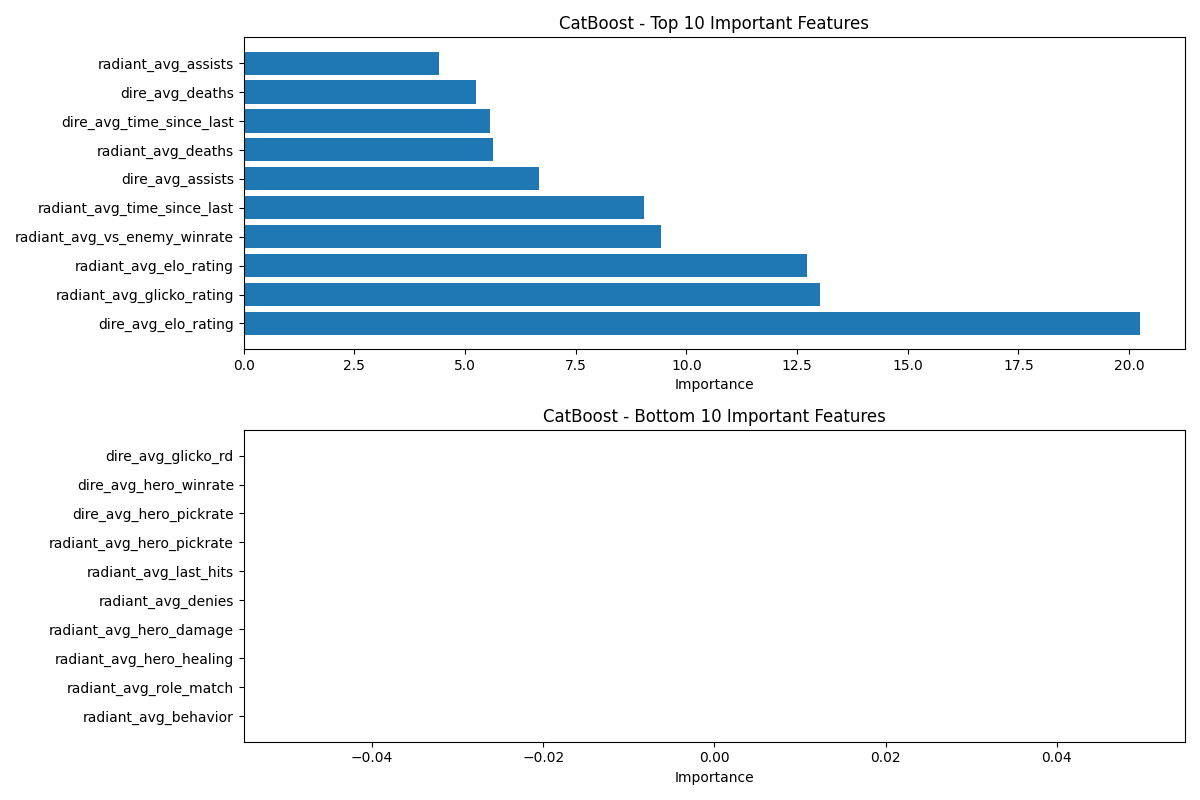 CatBoost - Top 10 Important Features
radiant_avg_assists
dire_avg_deaths
dire_avg_time_since_last
radiant_avg_deaths
dire_avg_assists
radiant_avg_time_since_last
radiant_avg_vs_enemy_winrate
radiant_avg_elo_rating
radiant_avg_glicko_rating
dire_avg_elo_rating
0.0 2.5 5.0 7.5 10.0 12.5 15.0 17.5 20.0
Importance
CatBoost - Bottom 10 Important Features
dire_avg_glicko_rd
dire_avg_hero_winrate
dire_avg_hero_pickrate
radiant_avg_hero_pickrate
radiant_avg_last_hits
radiant_avg_denies
radiant_avg_hero_damage
radiant_avg_hero_healing
radiant_avg_role_match
radiant_avg_behavior
−0.04 −0.02 0.00 0.02 0.04
Importance